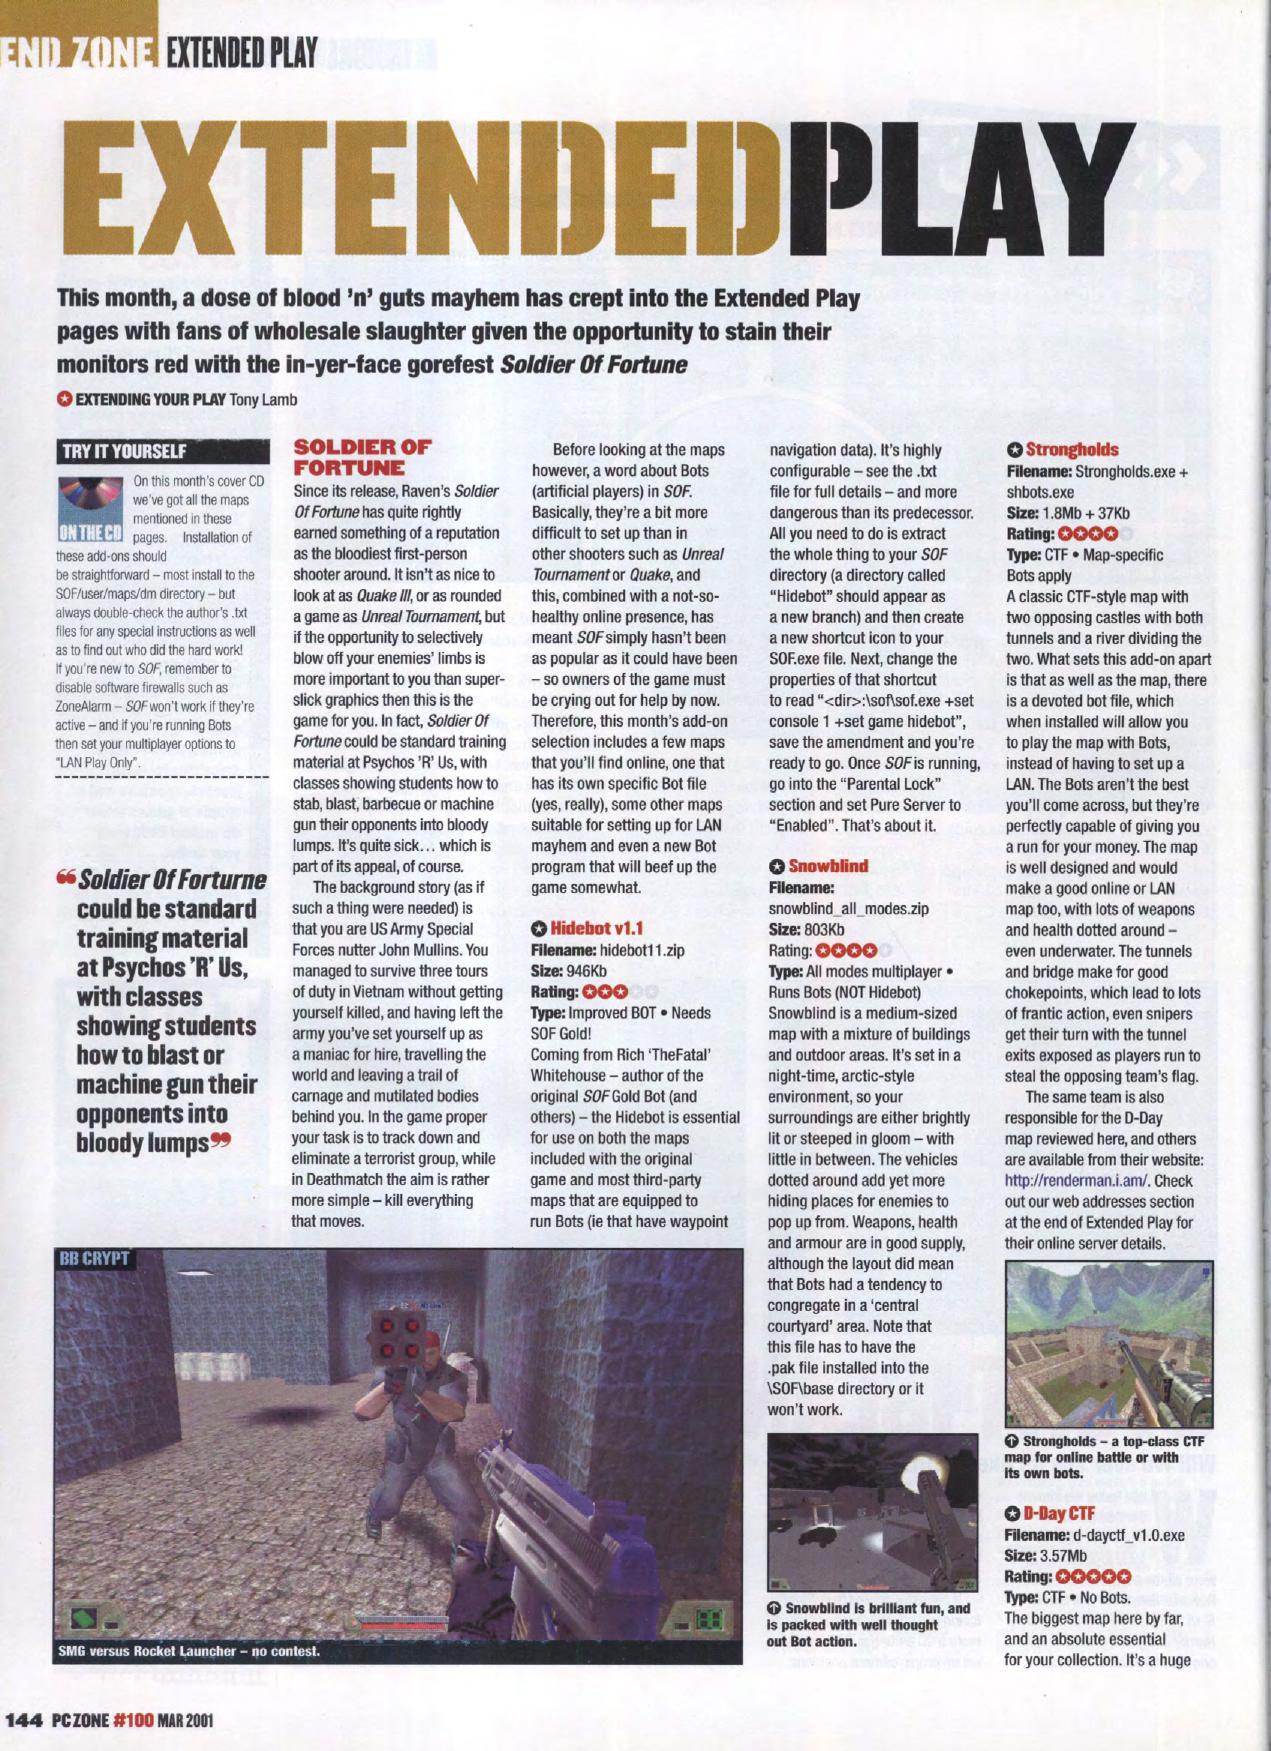 END ZONE EXTENDED PLAY
EXTENDEDPLAY
This month, a dose of blood 'n' guts mayhem has crept into the Extended Play
pages with fans of wholesale slaughter given the opportunity to stain their
monitors red with the in-yer-face gorefest Soldier Of Fortune
EXTENDING YOUR PLAY Tony Lamb
TRY IT YOURSELF
ON THE CD
On this month's cover CD
we've got all the maps
mentioned in these
pages. Installation of
these add-ons should
be straightforward – most install to the
SOF/user/maps/dm directory – but
always double-check the author's .txt
files for any special instructions as well
as to find out who did the hard work!
If you're new to SOF, remember to
disable software firewalls such as
ZoneAlarm – SOF won't work if they're
active – and if you're running Bots
then set your multiplayer options to
"LAN Play Only".
“Soldier Of Forturne
could be standard
training material
at Psychos 'R' Us,
with classes
showing students
how to blast or
machine gun their
opponents into
bloody lumps”
SOLDIER OF
FORTUNE
Since its release, Raven's Soldier
Of Fortune has quite rightly
earned something of a reputation
as the bloodiest first-person
shooter around. It isn't as nice to
look at as Quake III, or as rounded
a game as Unreal Tournament, but
if the opportunity to selectively
blow off your enemies' limbs is
more important to you than super-
slick graphics then this is the
game for you. In fact, Soldier Of
Fortune could be standard training
material at Psychos 'R' Us, with
classes showing students how to
stab, blast, barbecue or machine
gun their opponents into bloody
lumps. It's quite sick... which is
part of its appeal, of course.
The background story (as if
such a thing were needed) is
that you are US Army Special
Forces nutter John Mullins. You
managed to survive three tours
of duty in Vietnam without getting
yourself killed, and having left the
army you've set yourself up as
a maniac for hire, travelling the
world and leaving a trail of
carnage and mutilated bodies
behind you. In the game proper
your task is to track down and
eliminate a terrorist group, while
in Deathmatch the aim is rather
more simple – kill everything
that moves.
Before looking at the maps
however, a word about Bots
(artificial players) in SOF.
Basically, they're a bit more
difficult to set up than in
other shooters such as Unreal
Tournament or Quake, and
this, combined with a not-so-
healthy online presence, has
meant SOF simply hasn't been
as popular as it could have been
– so owners of the game must
be crying out for help by now.
Therefore, this month's add-on
selection includes a few maps
that you'll find online, one that
has its own specific Bot file
(yes, really), some other maps
suitable for setting up for LAN
mayhem and even a new Bot
program that will beef up the
game somewhat.
Hidebot v1.1
Filename: hidebot11.zip
Size: 946Kb
Rating:
Type: Improved BOT • Needs
SOF Gold!
Coming from Rich 'TheFatal'
Whitehouse – author of the
original SOF Gold Bot (and
others) – the Hidebot is essential
for use on both the maps
included with the original
game and most third-party
maps that are equipped to
run Bots (ie that have waypoint
navigation data). It's highly
configurable – see the .txt
file for full details – and more
dangerous than its predecessor.
All you need to do is extract
the whole thing to your SOF
directory (a directory called
"Hidebot" should appear as
a new branch) and then create
a new shortcut icon to your
SOF.exe file. Next, change the
properties of that shortcut
to read "<dir>:\sof\sof.exe +set
console 1 +set game hidebot",
save the amendment and you're
ready to go. Once SOF is running,
go into the "Parental Lock"
section and set Pure Server to
"Enabled". That's about it.
Snowblind
Filename:
snowblind_all_modes.zip
Size: 803Kb
Rating:
Type: All modes multiplayer •
Runs Bots (NOT Hidebot)
Snowblind is a medium-sized
map with a mixture of buildings
and outdoor areas. It's set in a
night-time, arctic-style
environment, so your
surroundings are either brightly
lit or steeped in gloom – with
little in between. The vehicles
dotted around add yet more
hiding places for enemies to
pop up from. Weapons, health
and armour are in good supply,
although the layout did mean
that Bots had a tendency to
congregate in a 'central
courtyard' area. Note that
this file has to have the
.pak file installed into the
\SOF\base directory or it
won't work.
Snowblind is brilliant fun, and
is packed with well thought
out Bot action.
Strongholds
Filename: Strongholds.exe +
shbots.exe
Size: 1.8Mb + 37Kb
Rating:
Type: CTF • Map-specific
Bots apply
A classic CTF-style map with
two opposing castles with both
tunnels and a river dividing the
two. What sets this add-on apart
is that as well as the map, there
is a devoted bot file, which
when installed will allow you
to play the map with Bots,
instead of having to set up a
LAN. The Bots aren't the best
you'll come across, but they're
perfectly capable of giving you
a run for your money. The map
is well designed and would
make a good online or LAN
map too, with lots of weapons
and health dotted around –
even underwater. The tunnels
and bridge make for good
chokepoints, which lead to lots
of frantic action, even snipers
get their turn with the tunnel
exits exposed as players run to
steal the opposing team's flag.
The same team is also
responsible for the D-Day
map reviewed here, and others
are available from their website:
http://renderman.i.am/. Check
out our web addresses section
at the end of Extended Play for
their online server details.
Strongholds – a top-class CTF
map for online battle or with
its own bots.
D-Day CTF
Filename: d-dayctf_v1.0.exe
Size: 3.57Mb
Rating:
Type: CTF • No Bots.
The biggest map here by far,
and an absolute essential
for your collection. It's a huge
BB CRYPT
SMG versus Rocket Launcher – no contest.
144 PCZONE #100 MAR 2001